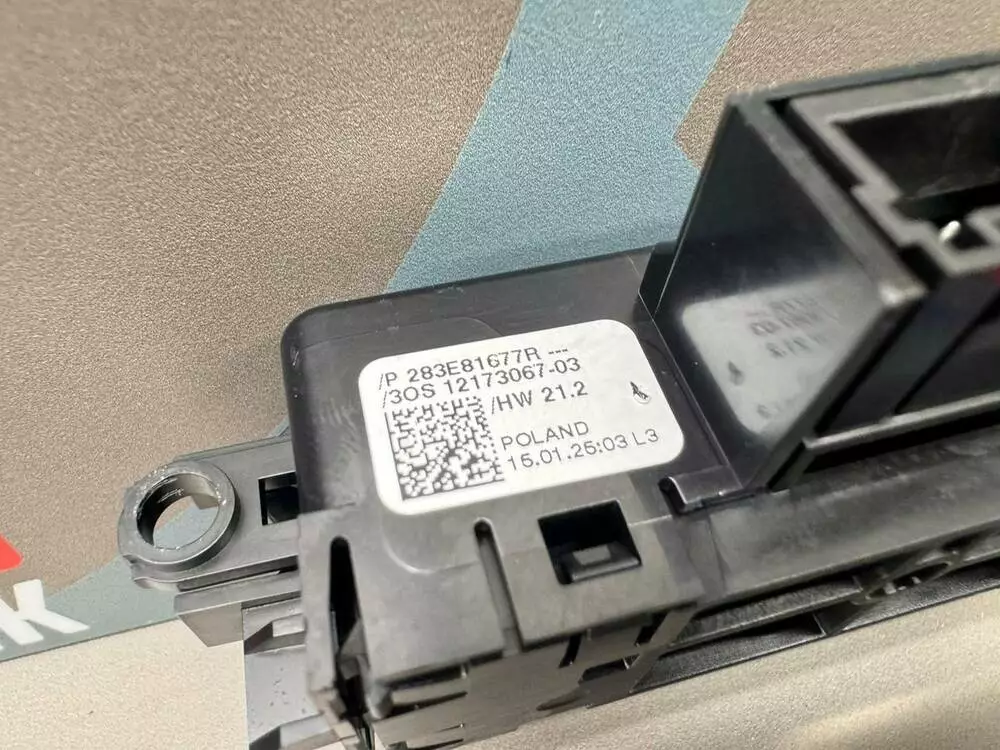 /P 283E81677R ---
/3OS 12173067-03
/HW 21.2
POLAND
15.01.25:03 L3